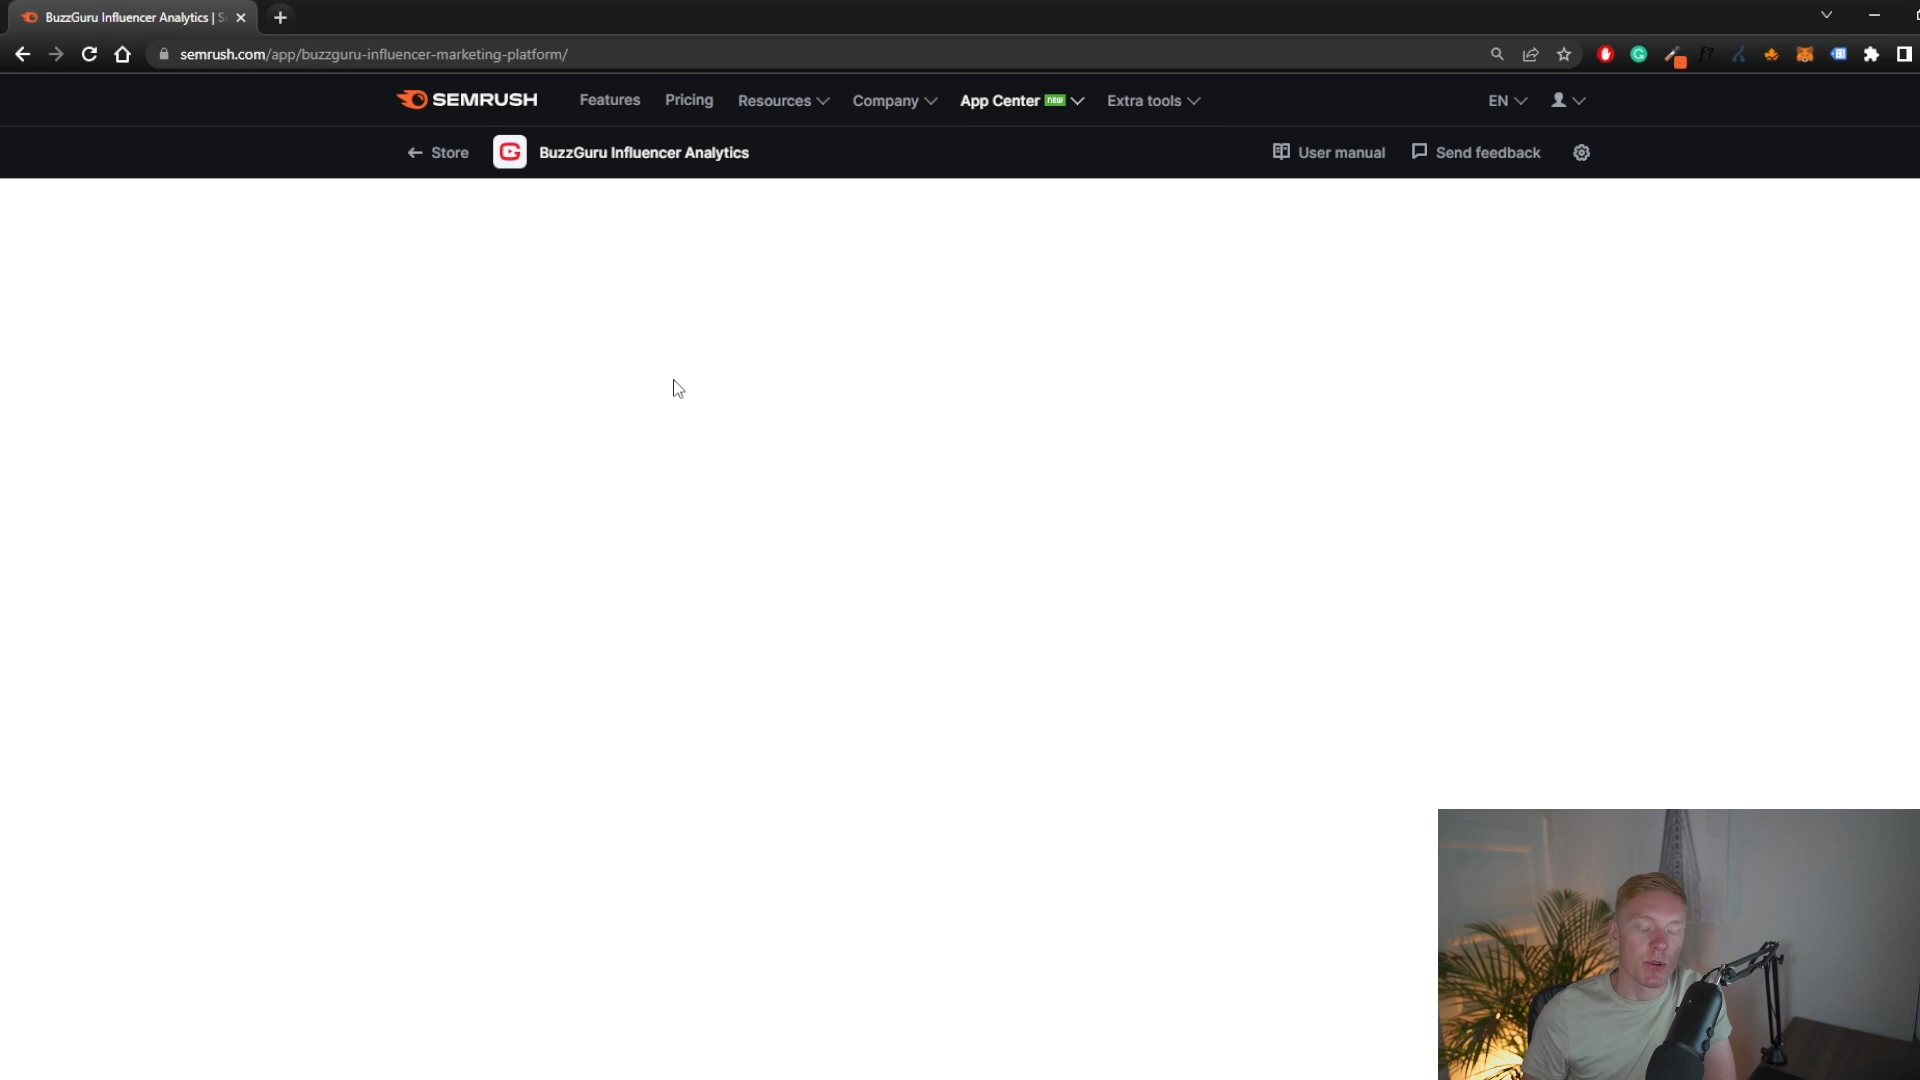 BuzzGuru Influencer Analytics | S
semrush.com/app/buzzguru-influencer-marketing-platform/
SEMRUSH Features Pricing Resources Company App Center NEW Extra tools EN
Store BuzzGuru Influencer Analytics User manual Send feedback